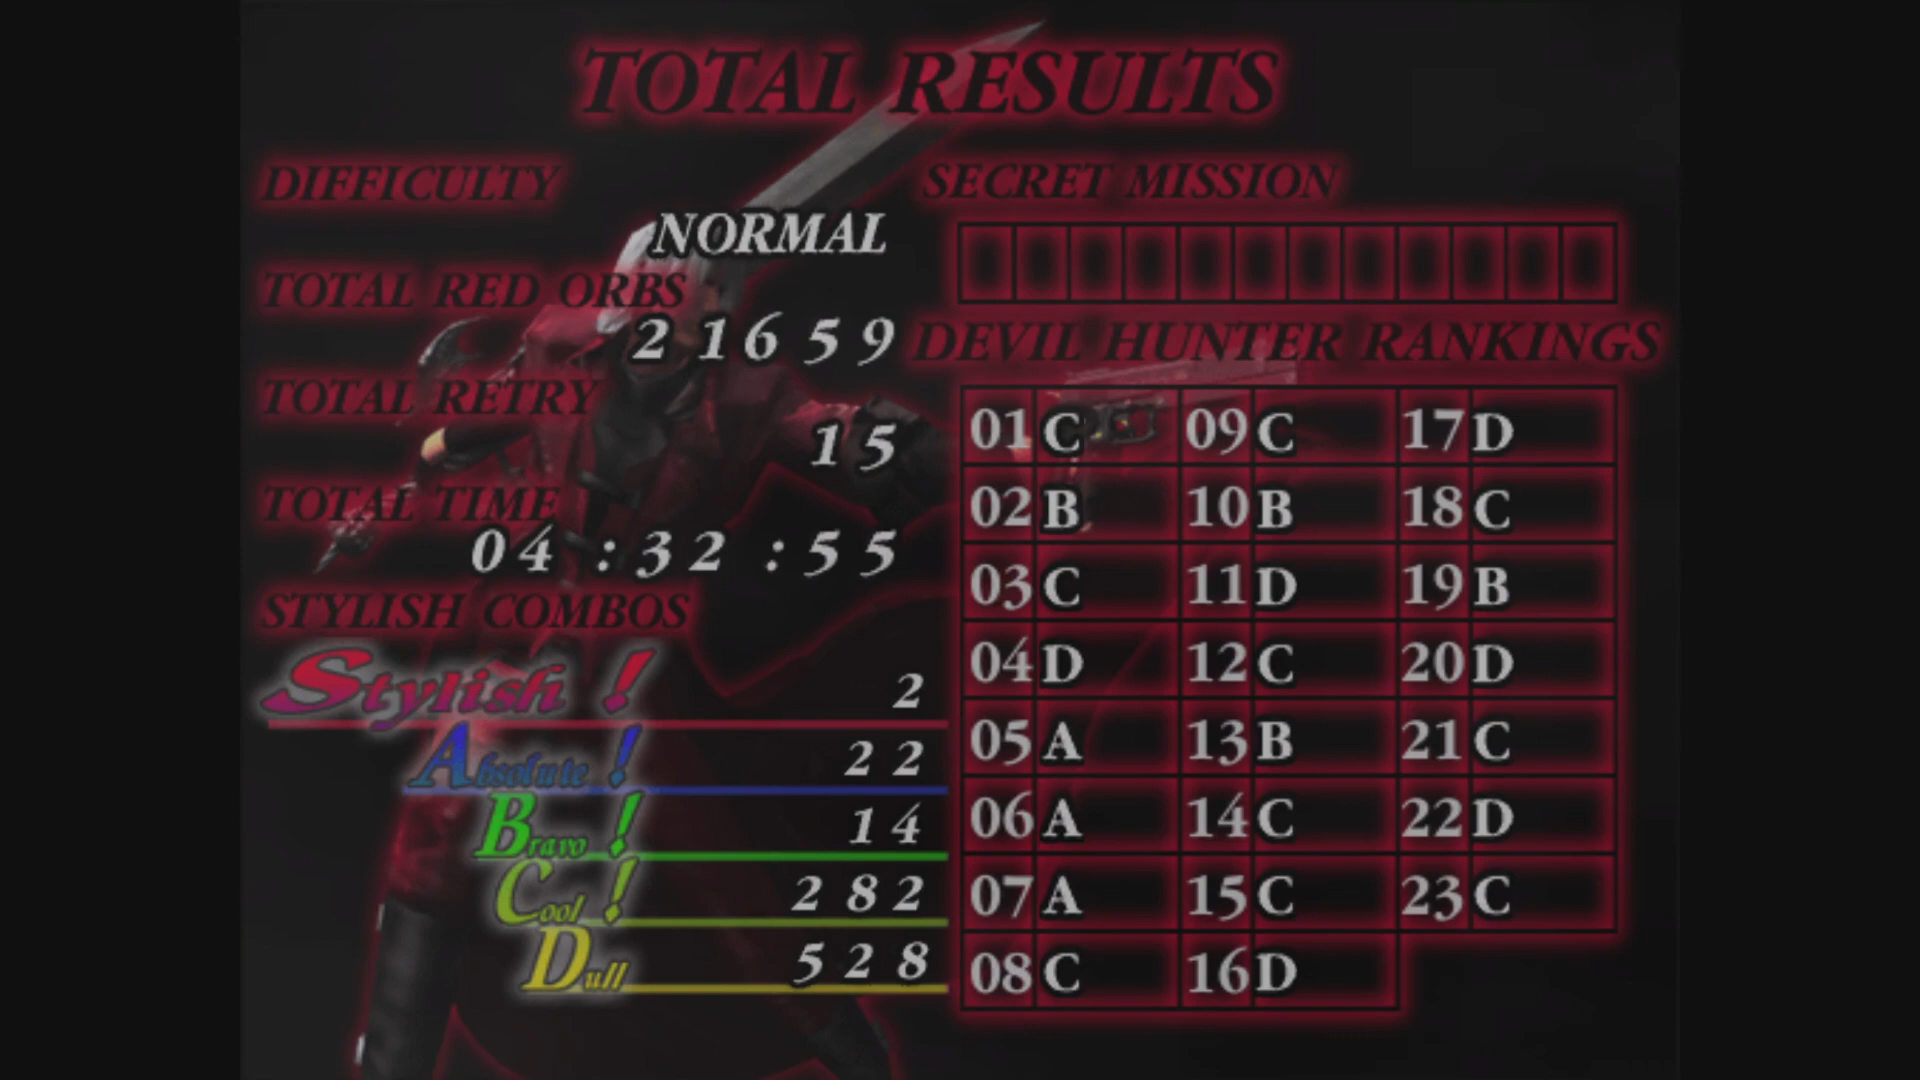 TOTAL RESULTS
DIFFICULTY
NORMAL
TOTAL RED ORBS
21659
TOTAL RETRY
15
TOTAL TIME
04:32:55
STYLISH COMBOS
Stylish! 2
Absolute! 22
Bravo! 14
Cool! 282
Dull 528
SECRET MISSION
DEVIL HUNTER RANKINGS
01 C 09 C 17 D
02 B 10 B 18 C
03 C 11 D 19 B
04 D 12 C 20 D
05 A 13 B 21 C
06 A 14 C 22 D
07 A 15 C 23 C
08 C 16 D